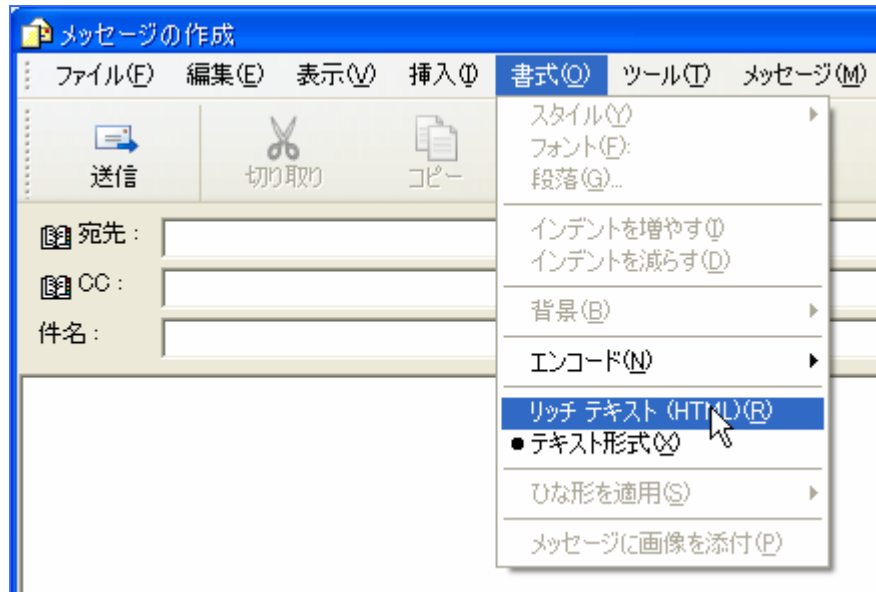 メッセージの作成
ファイル(F) 編集(E) 表示(V) 挿入(I) 書式(O) ツール(T) メッセージ(M)
送信 切り取り コピー
宛先:
CC:
件名:
スタイル(Y)
フォント(F):
段落(G)...
インデントを増やす(I)
インデントを減らす(D)
背景(B)
エンコード(N)
リッチ テキスト (HTML)(R)
テキスト形式(X)
ひな形を適用(S)
メッセージに画像を添付(P)